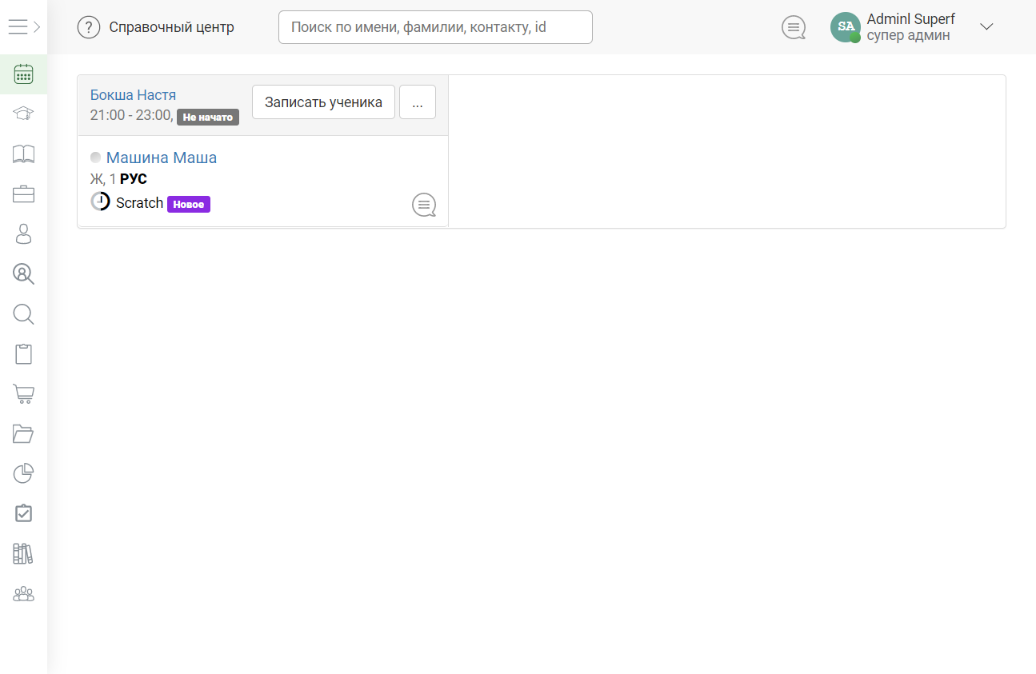 ? Справочный центр
Поиск по имени, фамилии, контакту, id
SA
AdminI Superf
супер админ
Бокша Настя
21:00 - 23:00, Не начато
Записать ученика
...
Машина Маша
Ж, 1 РУС
Scratch Новое